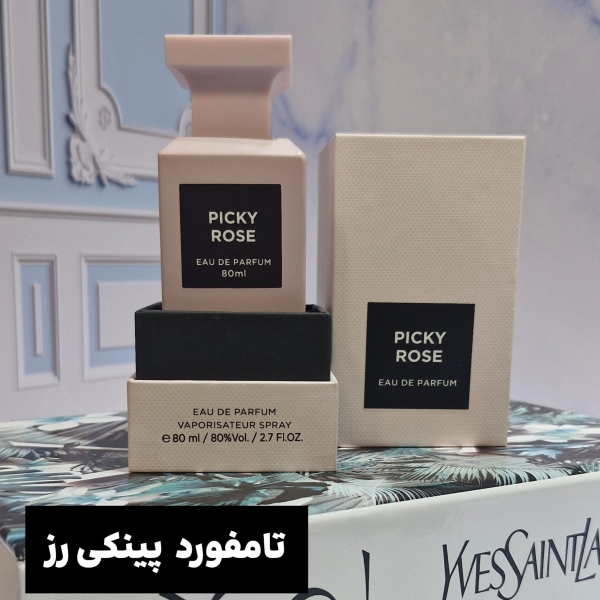 PICKY
ROSE
EAU DE PARFUM
80ml
PICKY
ROSE
EAU DE PARFUM
EAU DE PARFUM
VAPORISATEUR SPRAY
℮ 80 ml / 80%Vol. / 2.7 Fl.OZ.
تامفورد پینکی رز